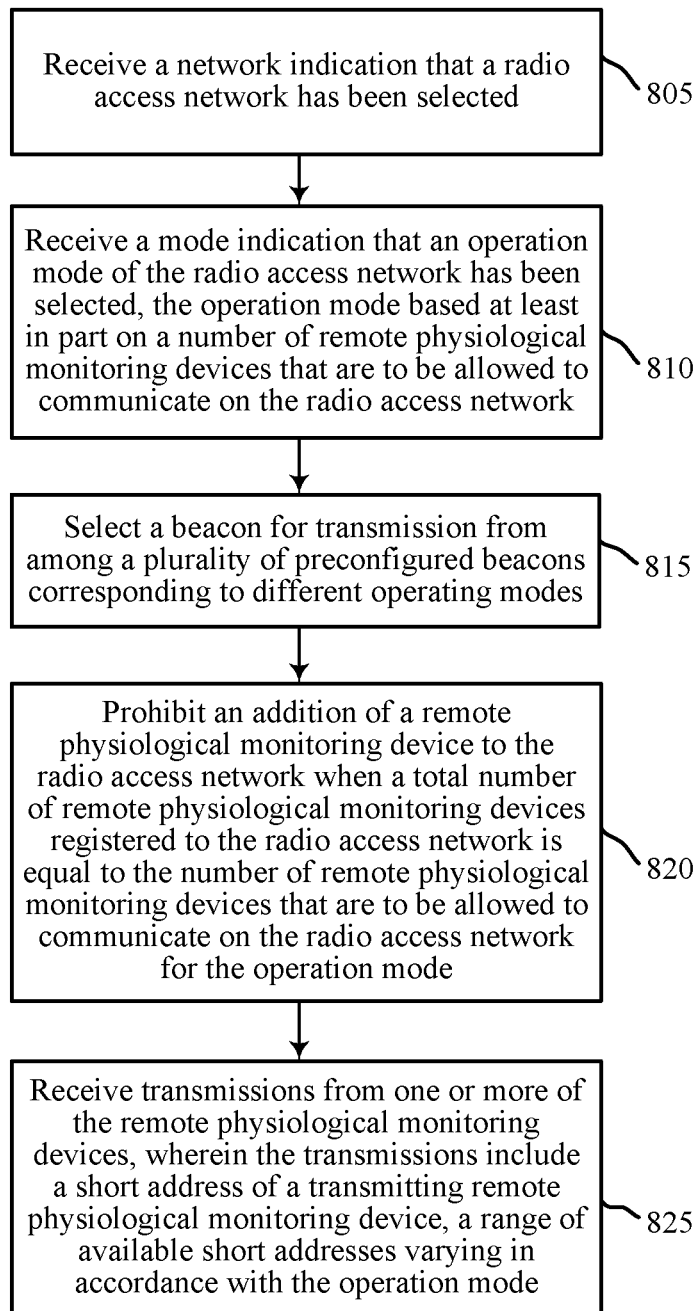 Receive a network indication that a radio
access network has been selected
805
Receive a mode indication that an operation
mode of the radio access network has been
selected, the operation mode based at least
in part on a number of remote physiological
monitoring devices that are to be allowed to
communicate on the radio access network
810
Select a beacon for transmission from
among a plurality of preconfigured beacons
corresponding to different operating modes
815
Prohibit an addition of a remote
physiological monitoring device to the
radio access network when a total number
of remote physiological monitoring devices
registered to the radio access network is
equal to the number of remote physiological
monitoring devices that are to be allowed to
communicate on the radio access network
for the operation mode
820
Receive transmissions from one or more of
the remote physiological monitoring
devices, wherein the transmissions include
a short address of a transmitting remote
physiological monitoring device, a range of
available short addresses varying in
accordance with the operation mode
825